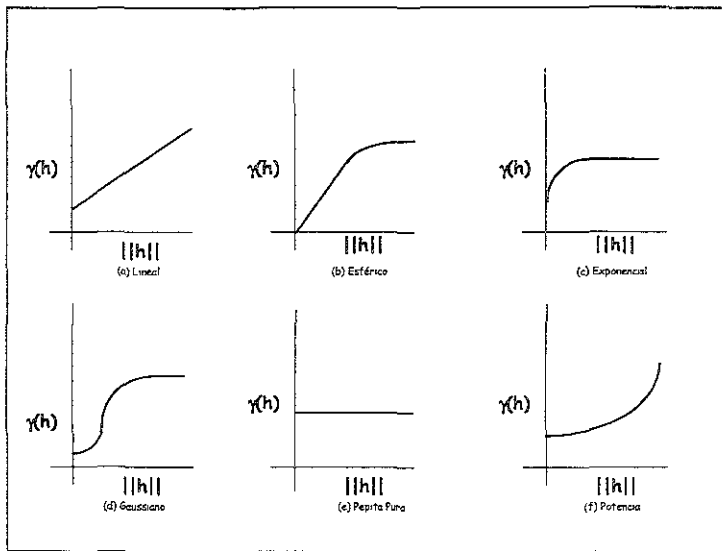 γ(h)
||h||
(a) Lineal
γ(h)
||h||
(b) Esférico
γ(h)
||h||
(c) Exponencial
γ(h)
||h||
(d) Gaussiano
γ(h)
||h||
(e) Pepita Pura
γ(h)
||h||
(f) Potencia